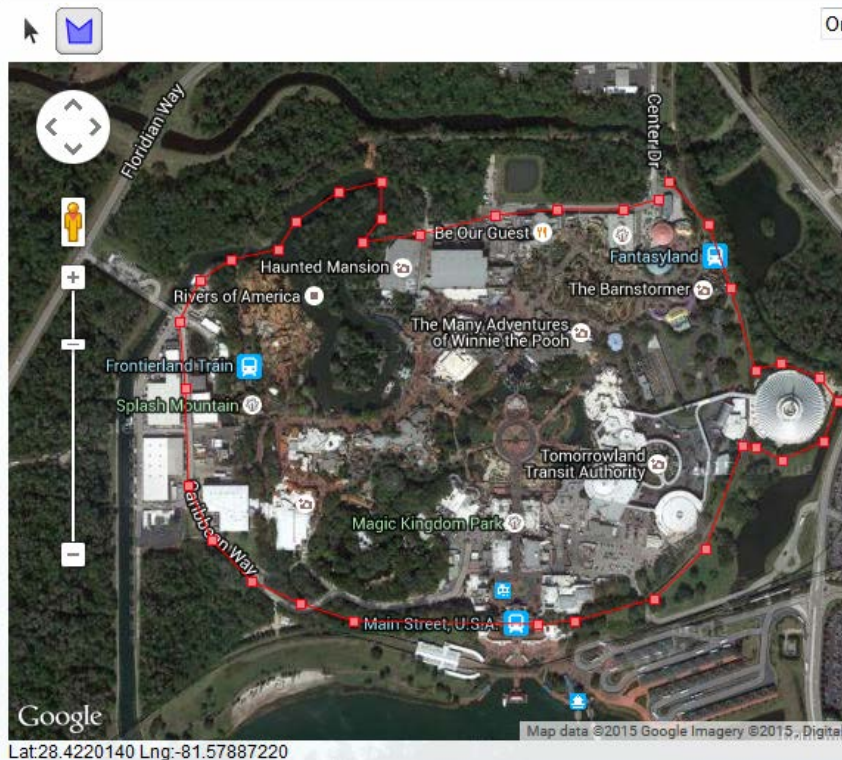 Or
Floridian Way
Center Dr
Be Our Guest
Fantasyland
Haunted Mansion
The Barnstormer
Rivers of America
The Many Adventures
of Winnie the Pooh
Frontierland Train
Splash Mountain
Tomorrowland
Transit Authority
Caribbean Way
Magic Kingdom Park
Main Street, U.S.A.
Google
Map data ©2015 Google Imagery ©2015 , Digital
Lat:28.4220140 Lng:-81.57887220